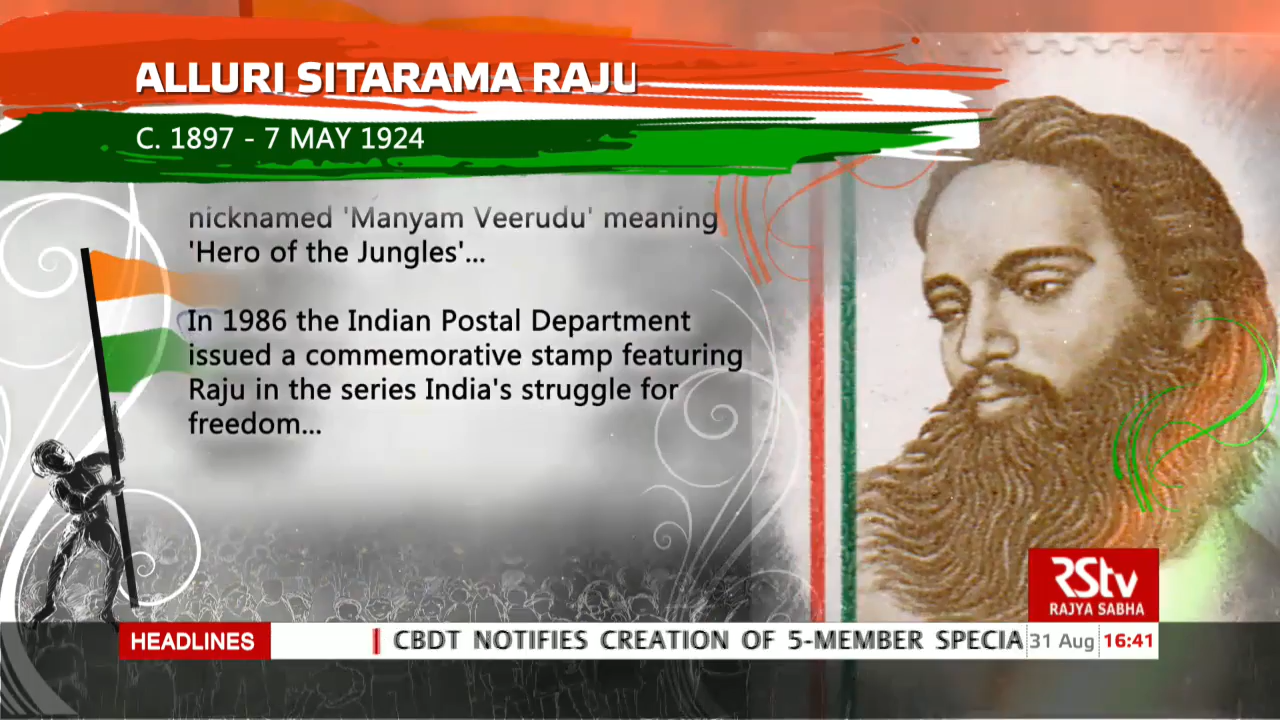 ALLURI SITARAMA RAJU
C. 1897 - 7 MAY 1924
nicknamed 'Manyam Veerudu' meaning
'Hero of the Jungles'...
In 1986 the Indian Postal Department
issued a commemorative stamp featuring
Raju in the series India's struggle for
freedom...
RStv
RAJYA SABHA
HEADLINES
CBDT NOTIFIES CREATION OF 5-MEMBER SPECIA
31 Aug 16:41